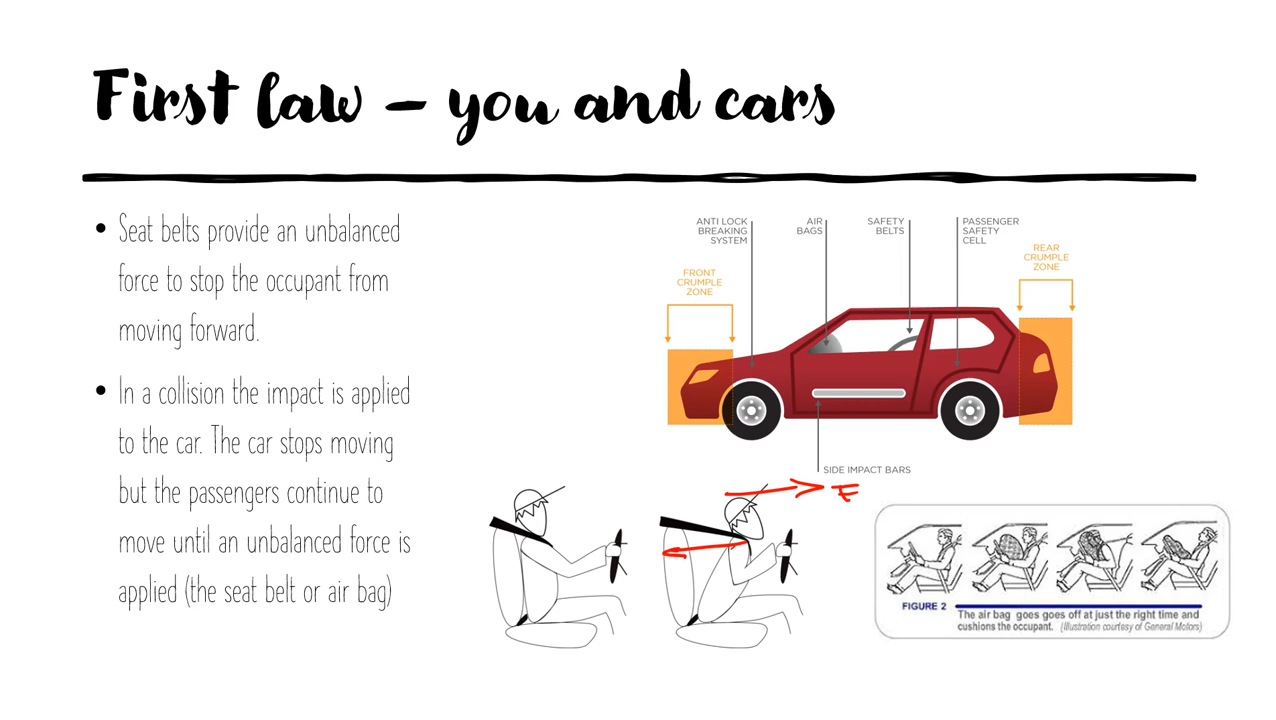 First law – you and cars
• Seat belts provide an unbalanced
force to stop the occupant from
moving forward.
• In a collision the impact is applied
to the car. The car stops moving
but the passengers continue to
move until an unbalanced force is
applied (the seat belt or air bag)
ANTI LOCK
BREAKING
SYSTEM
AIR
BAGS
SAFETY
BELTS
PASSENGER
SAFETY
CELL
REAR
CRUMPLE
ZONE
FRONT
CRUMPLE
ZONE
SIDE IMPACT BARS
F
FIGURE 2
The air bag goes goes off at just the right time and
cushions the occupant. (Illustration courtesy of General Motors)